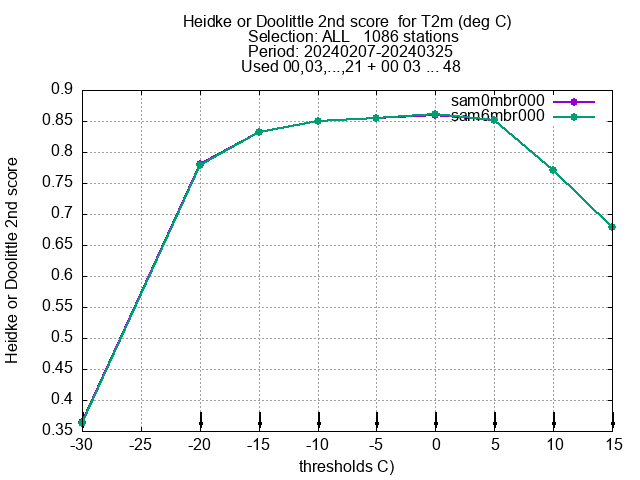 Heidke or Doolittle 2nd score  for T2m (deg C)
Selection: ALL   1086 stations
Period: 20240207-20240325
Used 00,03,...,21 + 00 03 ... 48
sam0mbr000
sam6mbr000
Heidke or Doolittle 2nd score
0.9
0.85
0.8
0.75
0.7
0.65
0.6
0.55
0.5
0.45
0.4
0.35
-30 -25 -20 -15 -10 -5 0 5 10 15
thresholds C)